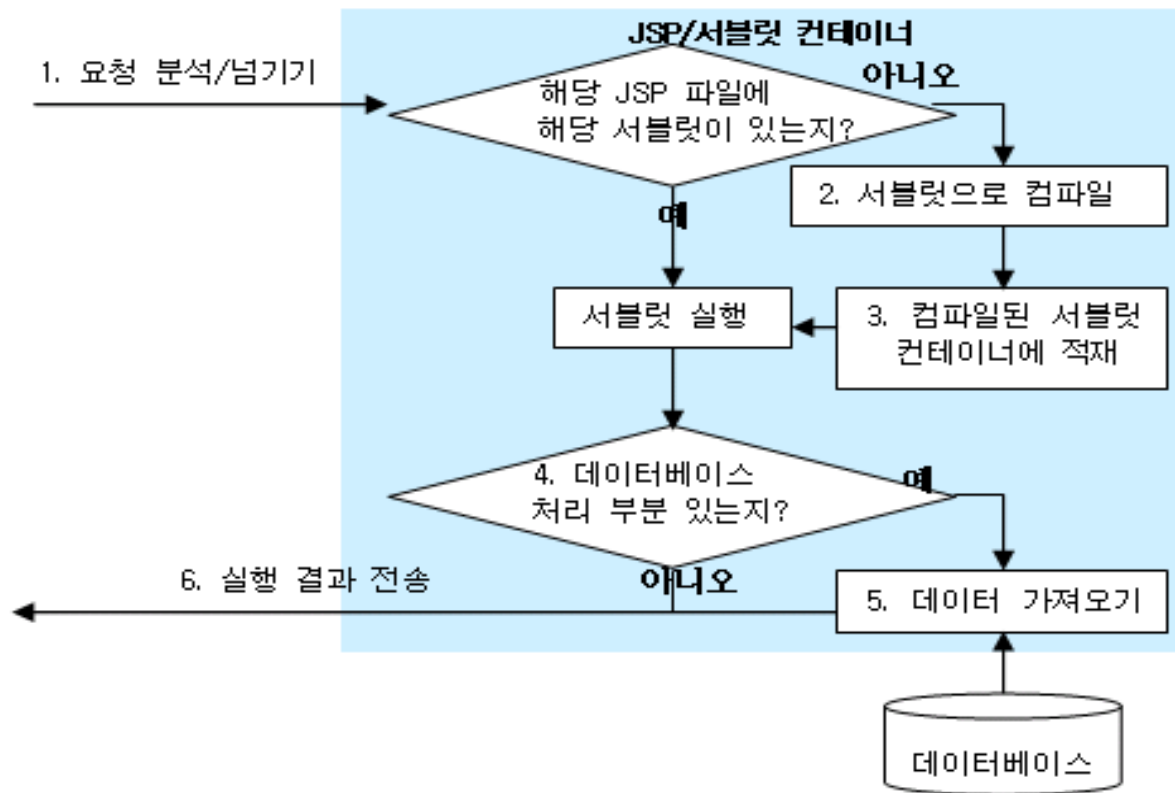 JSP/서블릿 컨테이너
1. 요청 분석/넘기기
아니오
해당 JSP 파일에
해당 서블릿이 있는지?
예
2. 서블릿으로 컴파일
서블릿 실행
3. 컴파일된 서블릿
컨테이너에 적재
4. 데이터베이스
처리 부분 있는지?
예
아니오
6. 실행 결과 전송
5. 데이터 가져오기
데이터베이스